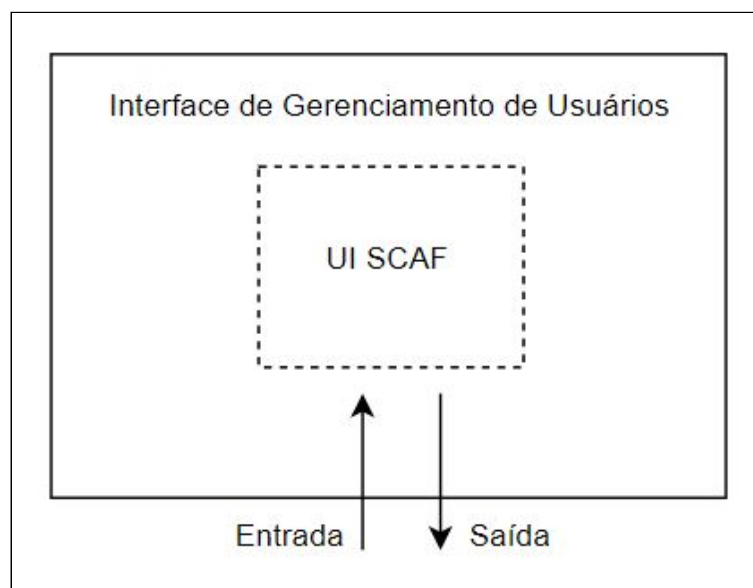 Interface de Gerenciamento de Usuários
UI SCAF
Entrada
Saída